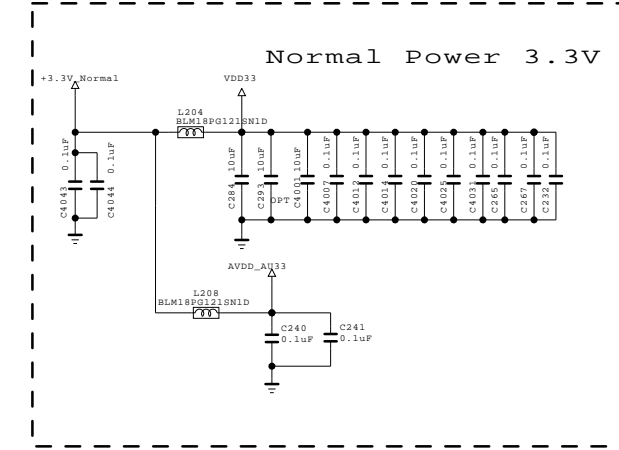 Normal Power 3.3V
+3.3V_Normal
VDD33
L204
BLM18PG121SN1D
C4043 0.1uF
C4044 0.1uF
C284 10uF
C293 10uF
OPT
C4001 10uF
C4007 0.1uF
C4012 0.1uF
C4014 0.1uF
C4020 0.1uF
C4025 0.1uF
C4031 0.1uF
C265 0.1uF
C267 0.1uF
C232 0.1uF
AVDD_AU33
L208
BLM18PG121SN1D
C240
0.1uF
C241
0.1uF